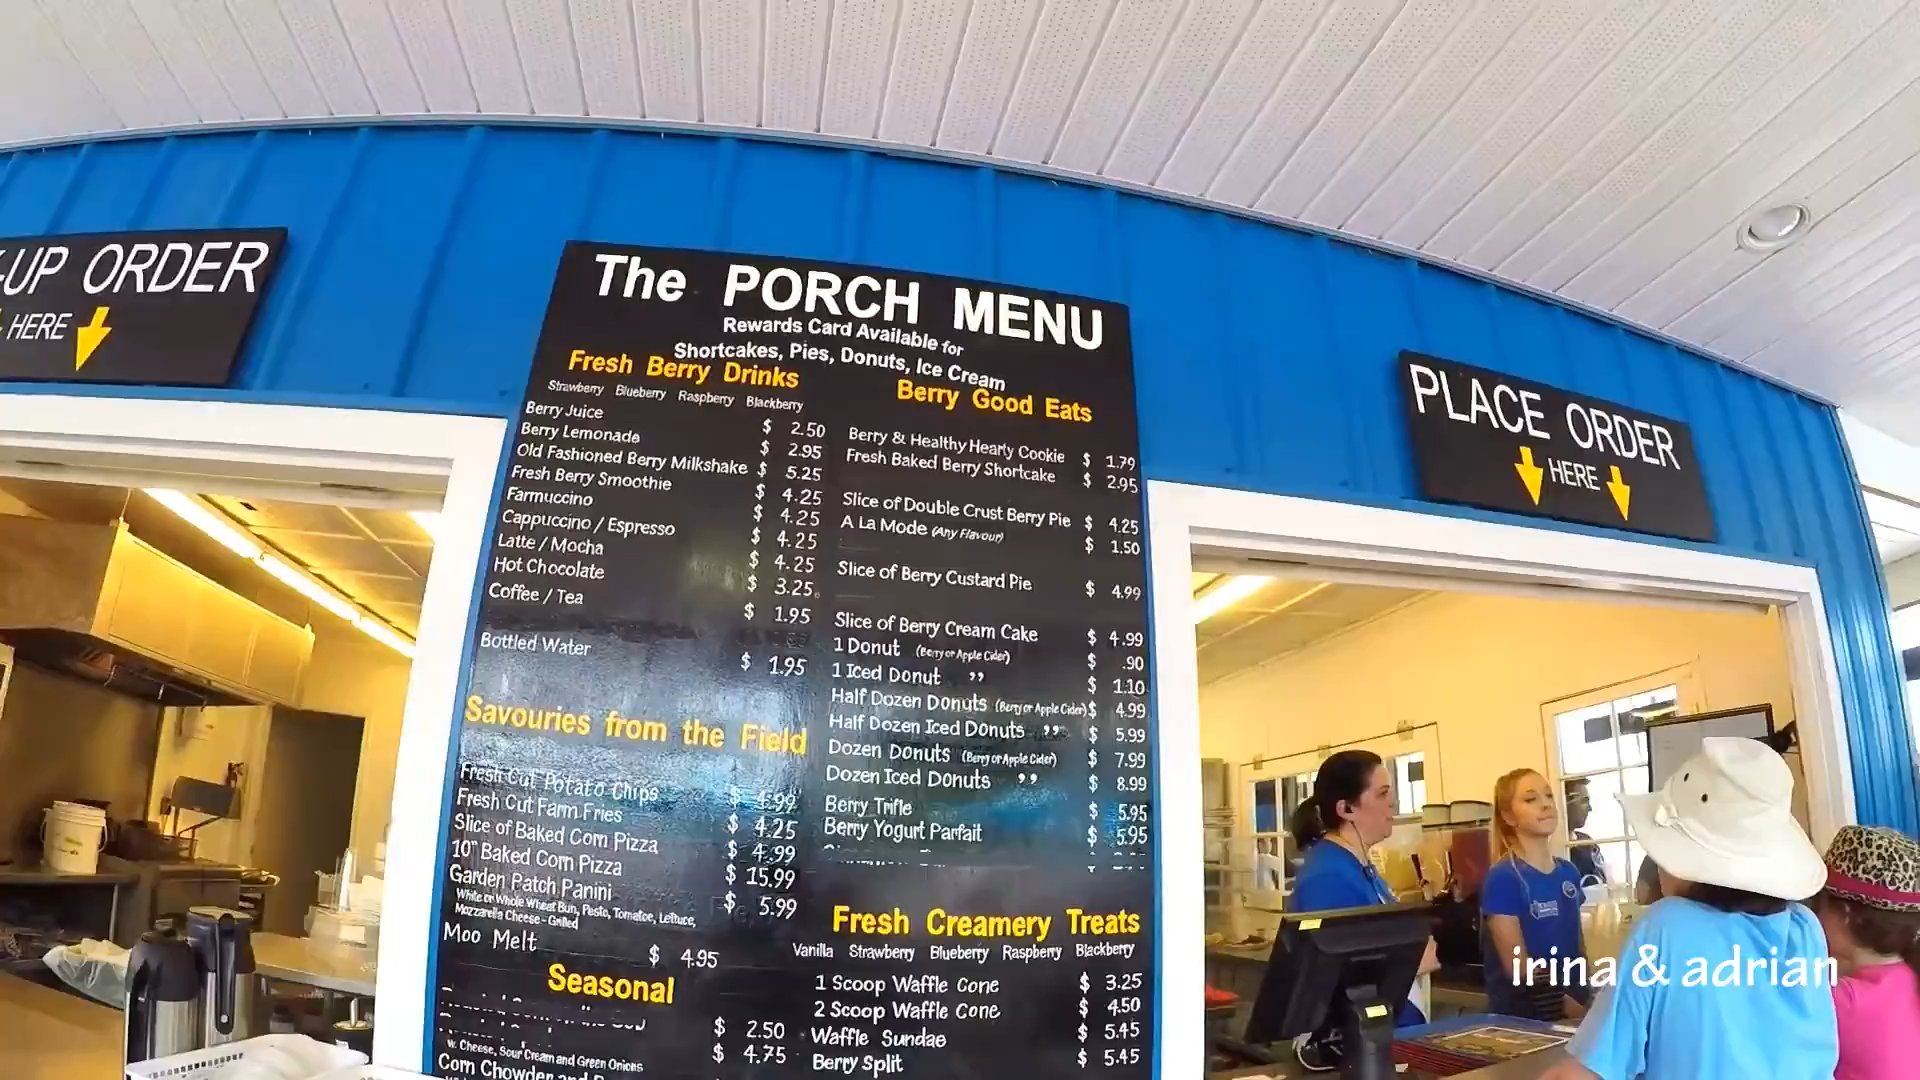 -UP ORDER
HERE
The PORCH MENU
Rewards Card Available for
Shortcakes, Pies, Donuts, Ice Cream
Fresh Berry Drinks
Strawberry Blueberry Raspberry Blackberry
Berry Juice $ 2.50
Berry Lemonade $ 2.95
Old Fashioned Berry Milkshake $ 5.25
Fresh Berry Smoothie $ 4.25
Farmuccino $ 4.25
Cappuccino / Espresso $ 4.25
Latte / Mocha $ 4.25
Hot Chocolate $ 3.25
Coffee / Tea $ 1.95
Bottled Water $ 1.95
Savouries from the Field
Fresh Cut Potato Chips $ 4.99
Fresh Cut Farm Fries $ 4.25
Slice of Baked Corn Pizza $ 4.99
10" Baked Corn Pizza $ 15.99
Garden Patch Panini $ 5.99
White or Whole Wheat Bun, Pesto, Tomatoe, Lettuce,
Mozzarella Cheese - Grilled
Moo Melt $ 4.95
Seasonal
$ 2.50
$ 4.75
w. Cheese, Sour Cream and Green Onions
Corn Chowder and
Berry Good Eats
Berry & Healthy Hearty Cookie $ 1.79
Fresh Baked Berry Shortcake $ 2.95
Slice of Double Crust Berry Pie $ 4.25
A La Mode (Any Flavour) $ 1.50
Slice of Berry Custard Pie $ 4.99
Slice of Berry Cream Cake $ 4.99
1 Donut (Berry or Apple Cider) $ .90
1 Iced Donut " $ 1.10
Half Dozen Donuts (Berry or Apple Cider) $ 4.99
Half Dozen Iced Donuts " $ 5.99
Dozen Donuts (Berry or Apple Cider) $ 7.99
Dozen Iced Donuts " $ 8.99
Berry Trifle $ 5.95
Berry Yogurt Parfait $ 5.95
Fresh Creamery Treats
Vanilla Strawberry Blueberry Raspberry Blackberry
1 Scoop Waffle Cone $ 3.25
2 Scoop Waffle Cone $ 4.50
Waffle Sundae $ 5.45
Berry Split $ 5.45
PLACE ORDER
HERE
irina & adrian